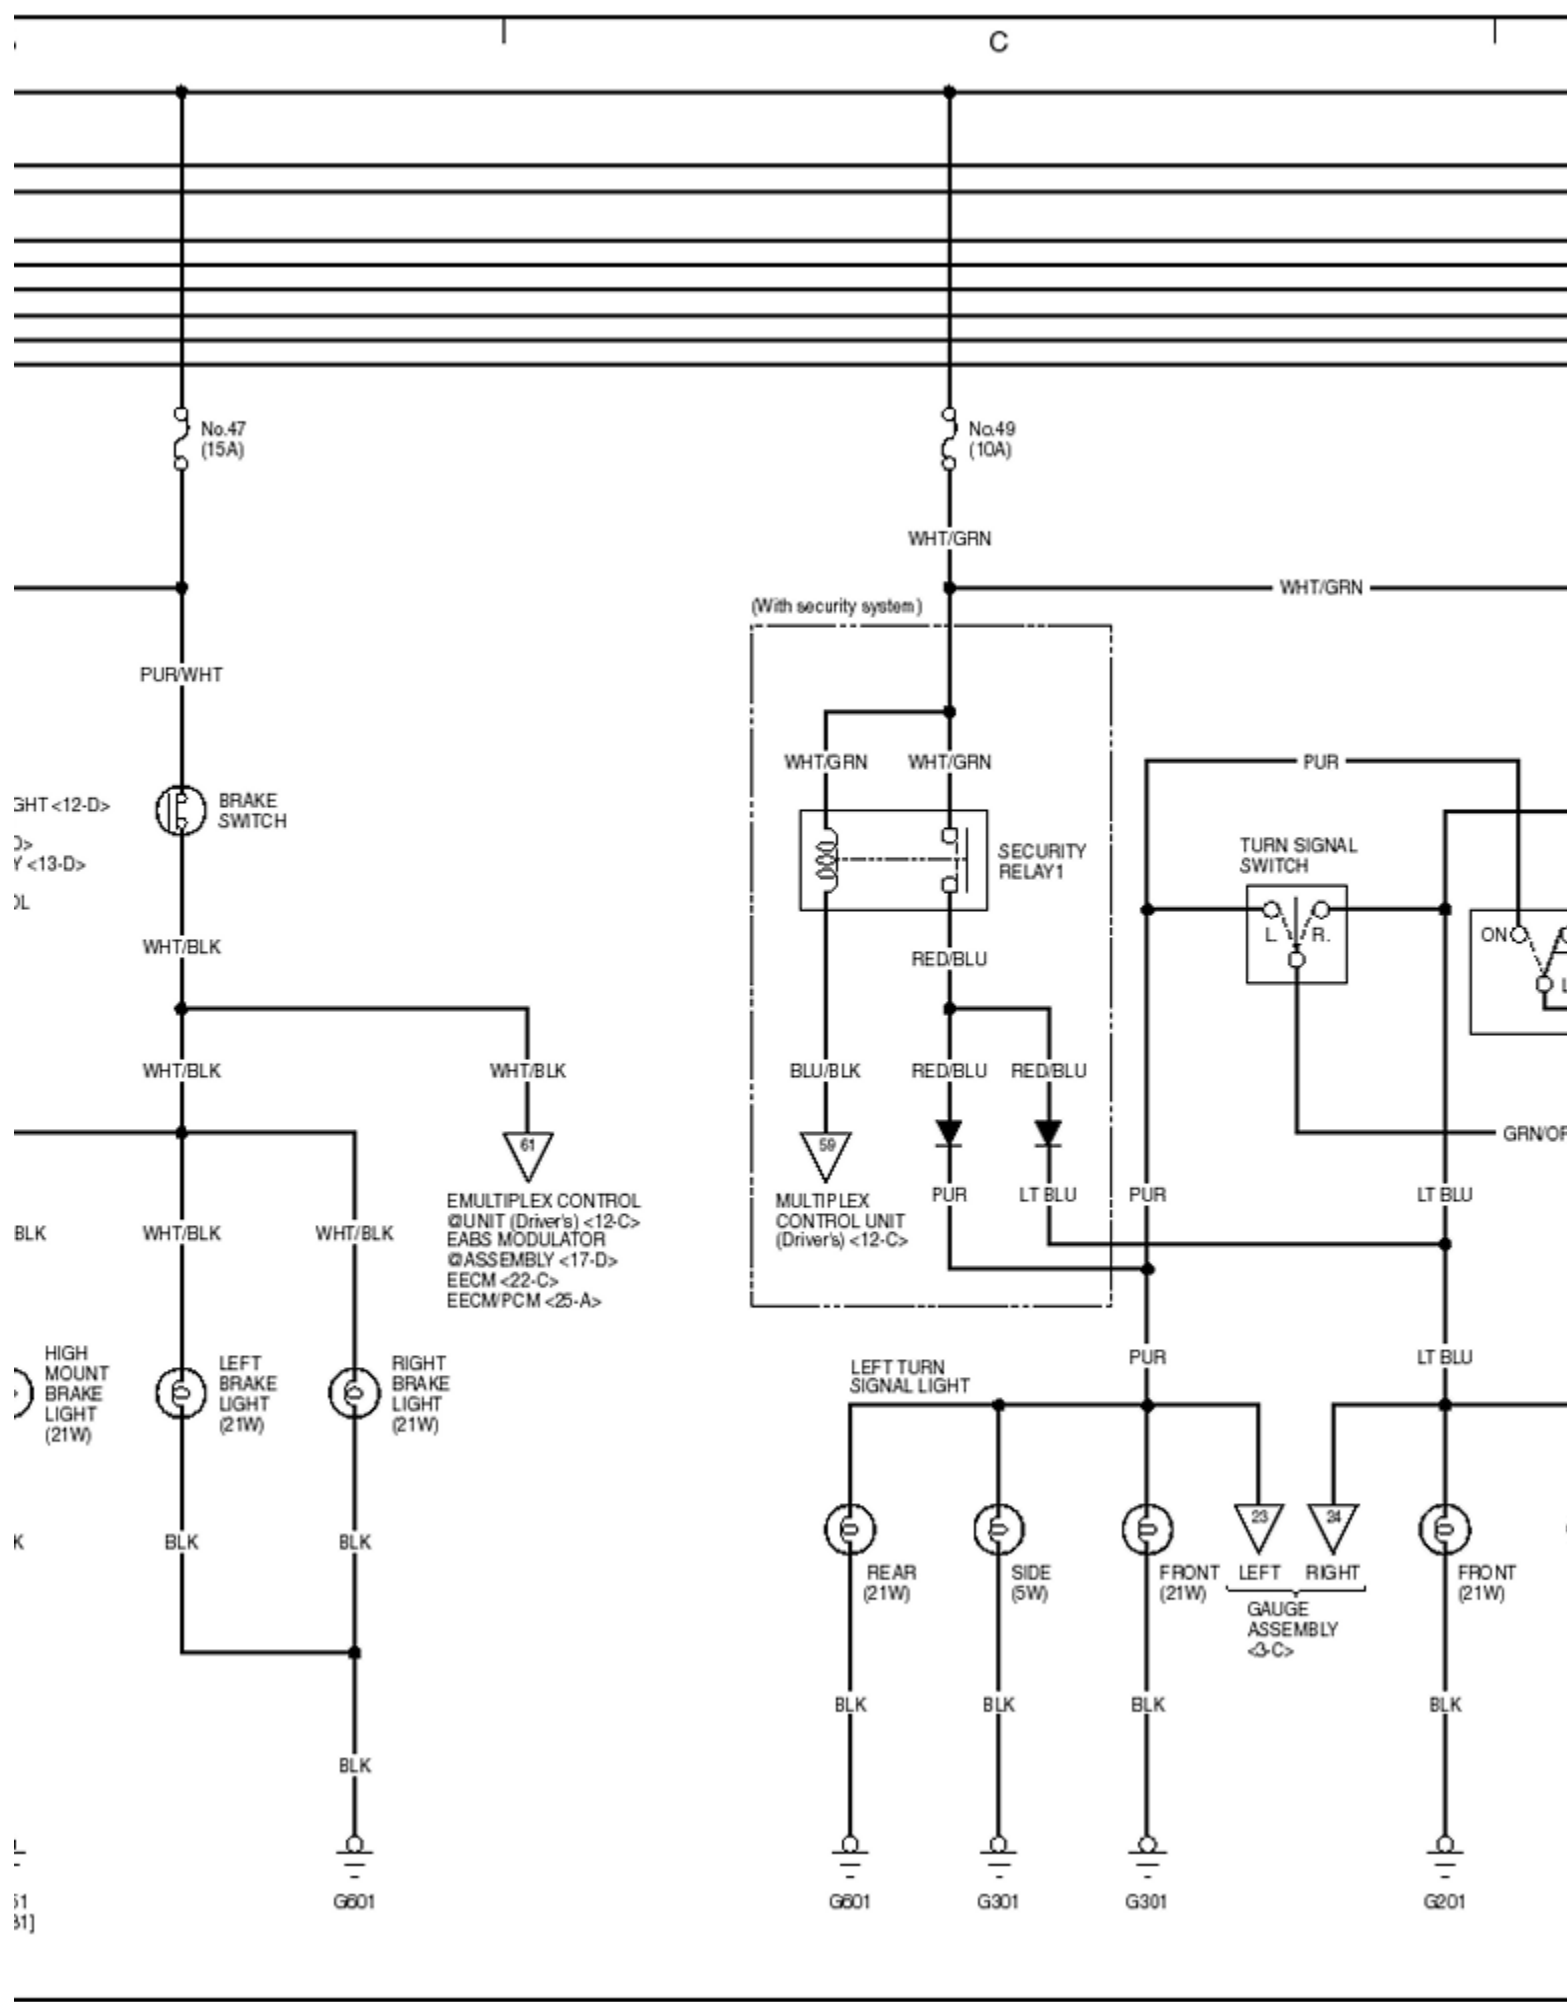 C
No.47
(15A)
No.49
(10A)
WHT/GRN
WHT/GRN
(With security system)
PUR/WHT
WHT/GRN
WHT/GRN
PUR
GHT <12-D>
BRAKE
SWITCH
D>
Y <13-D>
OL
SECURITY
RELAY1
TURN SIGNAL
SWITCH
L.
R.
ON
WHT/BLK
RED/BLU
WHT/BLK
WHT/BLK
BLU/BLK
RED/BLU
RED/BLU
61
59
GRN/OR
EMULTIPLEX CONTROL
@UNIT (Driver's) <12-C>
EABS MODULATOR
@ASSEMBLY <17-D>
EECM <22-C>
EECM/PCM <25-A>
MULTIPLEX
CONTROL UNIT
(Driver's) <12-C>
PUR
LT BLU
PUR
LT BLU
BLK
WHT/BLK
WHT/BLK
HIGH
MOUNT
BRAKE
LIGHT
(21W)
LEFT
BRAKE
LIGHT
(21W)
RIGHT
BRAKE
LIGHT
(21W)
LEFT TURN
SIGNAL LIGHT
PUR
LT BLU
K
BLK
BLK
23
24
REAR
(21W)
SIDE
(5W)
FRONT
(21W)
LEFT
RIGHT
GAUGE
ASSEMBLY
<3-C>
FRONT
(21W)
BLK
BLK
BLK
BLK
BLK
G601
G601
G301
G301
G201
51
31]